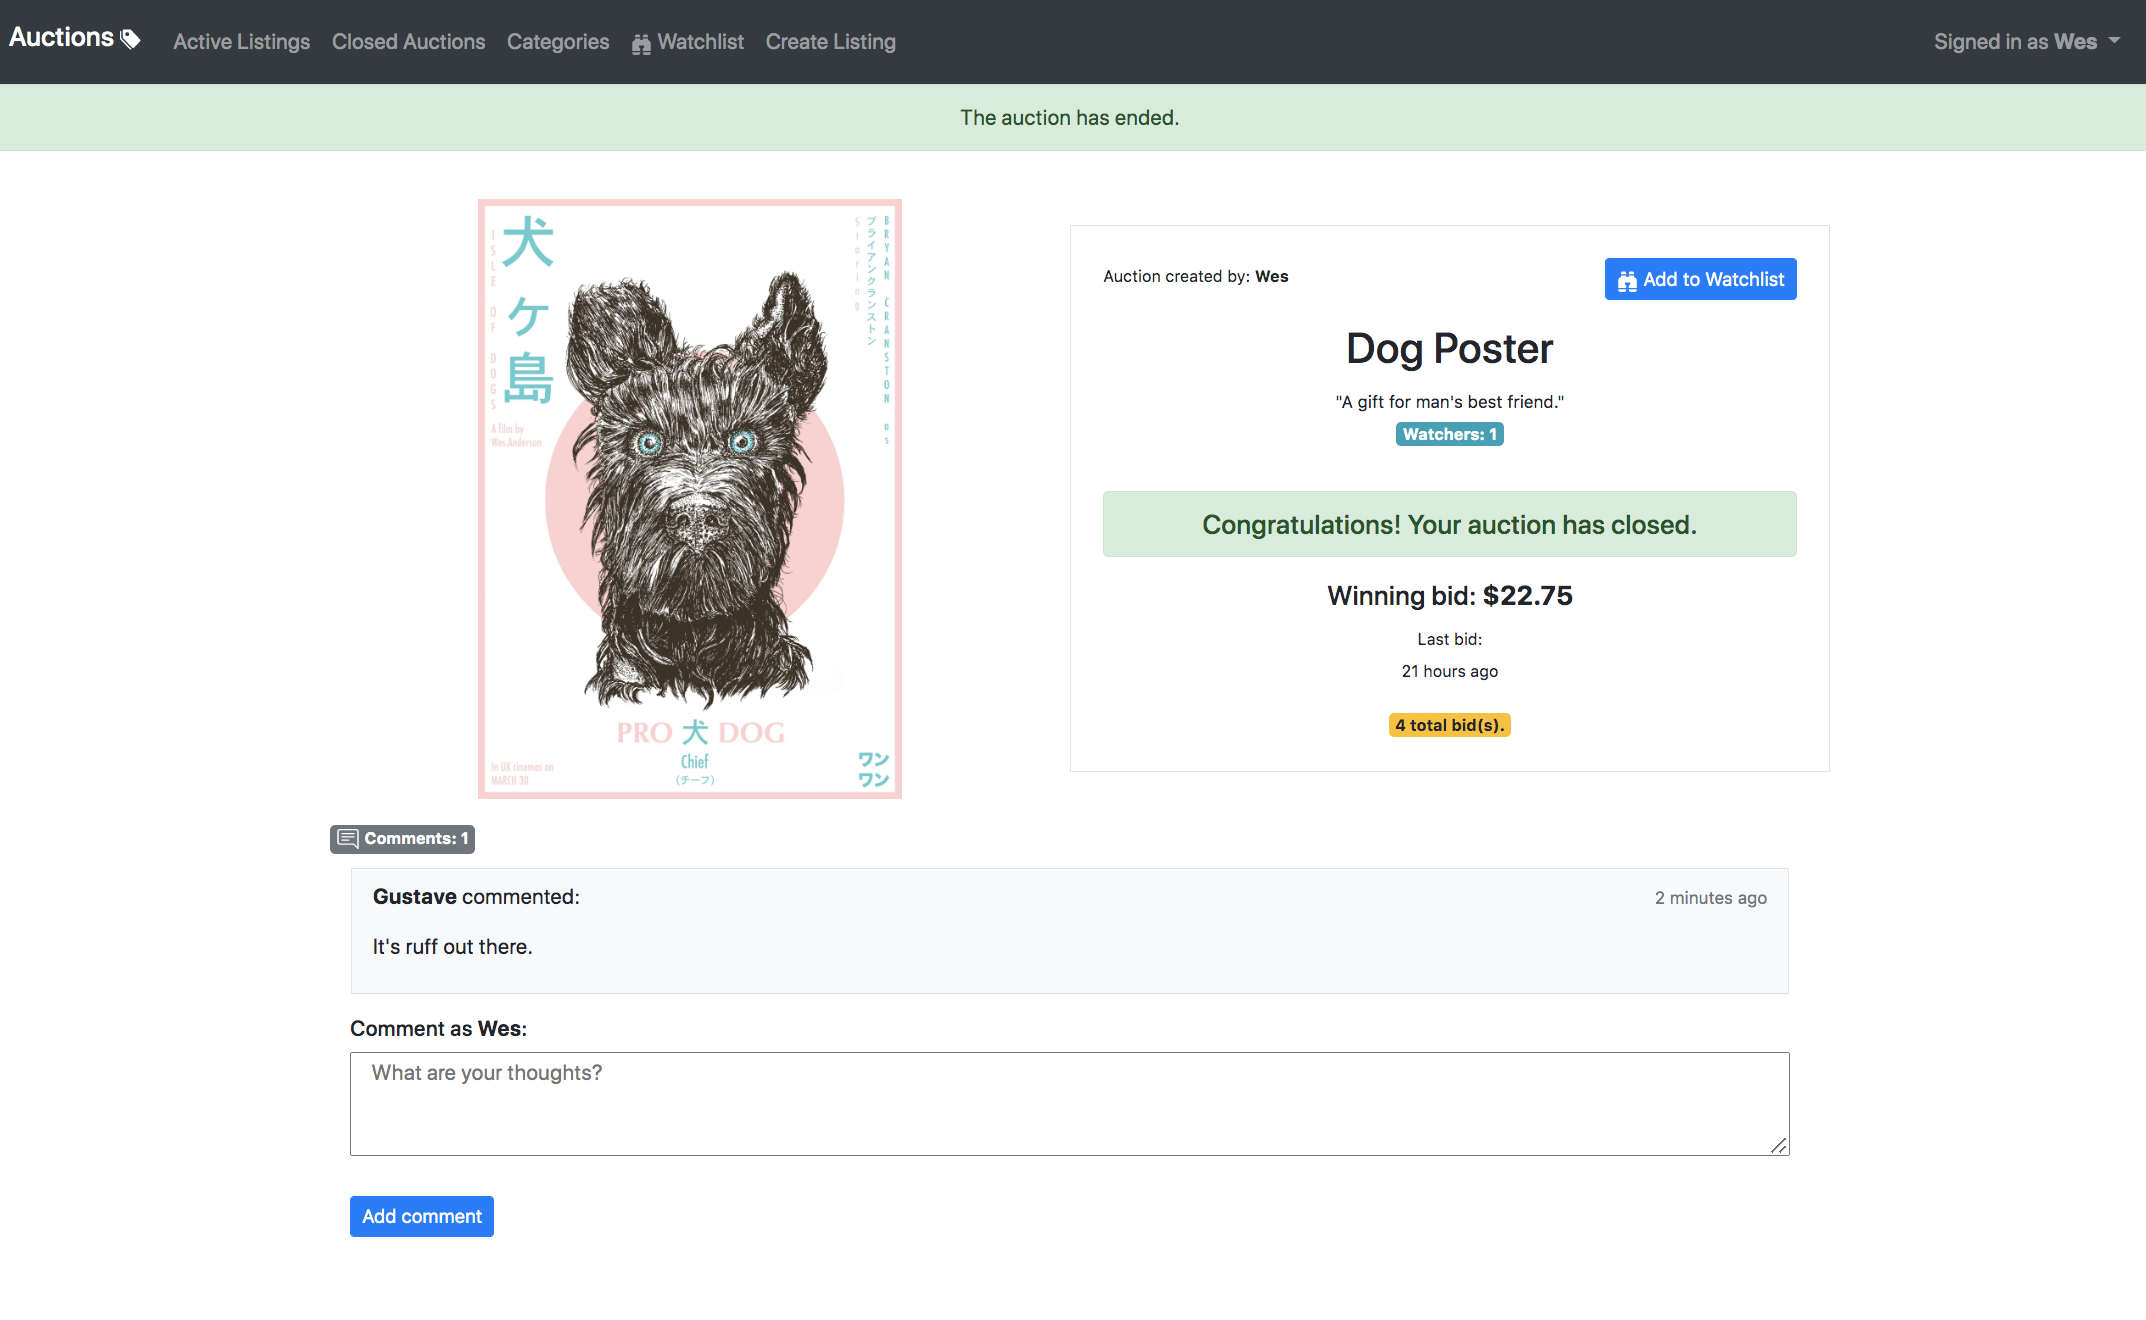 Auctions
Active Listings
Closed Auctions
Categories
Watchlist
Create Listing
Signed in as Wes
The auction has ended.
ISLE OF DOGS
犬ヶ島
A film by
Wes Anderson
Staring
ブライアンクランストン
BRYAN CRANSTON as
PRO 犬 DOG
Chief
(チーフ)
In UK cinemas on
MARCH 30
ワン
ワン
Auction created by: Wes
Add to Watchlist
Dog Poster
"A gift for man's best friend."
Watchers: 1
Congratulations! Your auction has closed.
Winning bid: $22.75
Last bid:
21 hours ago
4 total bid(s).
Comments: 1
Gustave commented:
2 minutes ago
It's ruff out there.
Comment as Wes:
What are your thoughts?
Add comment